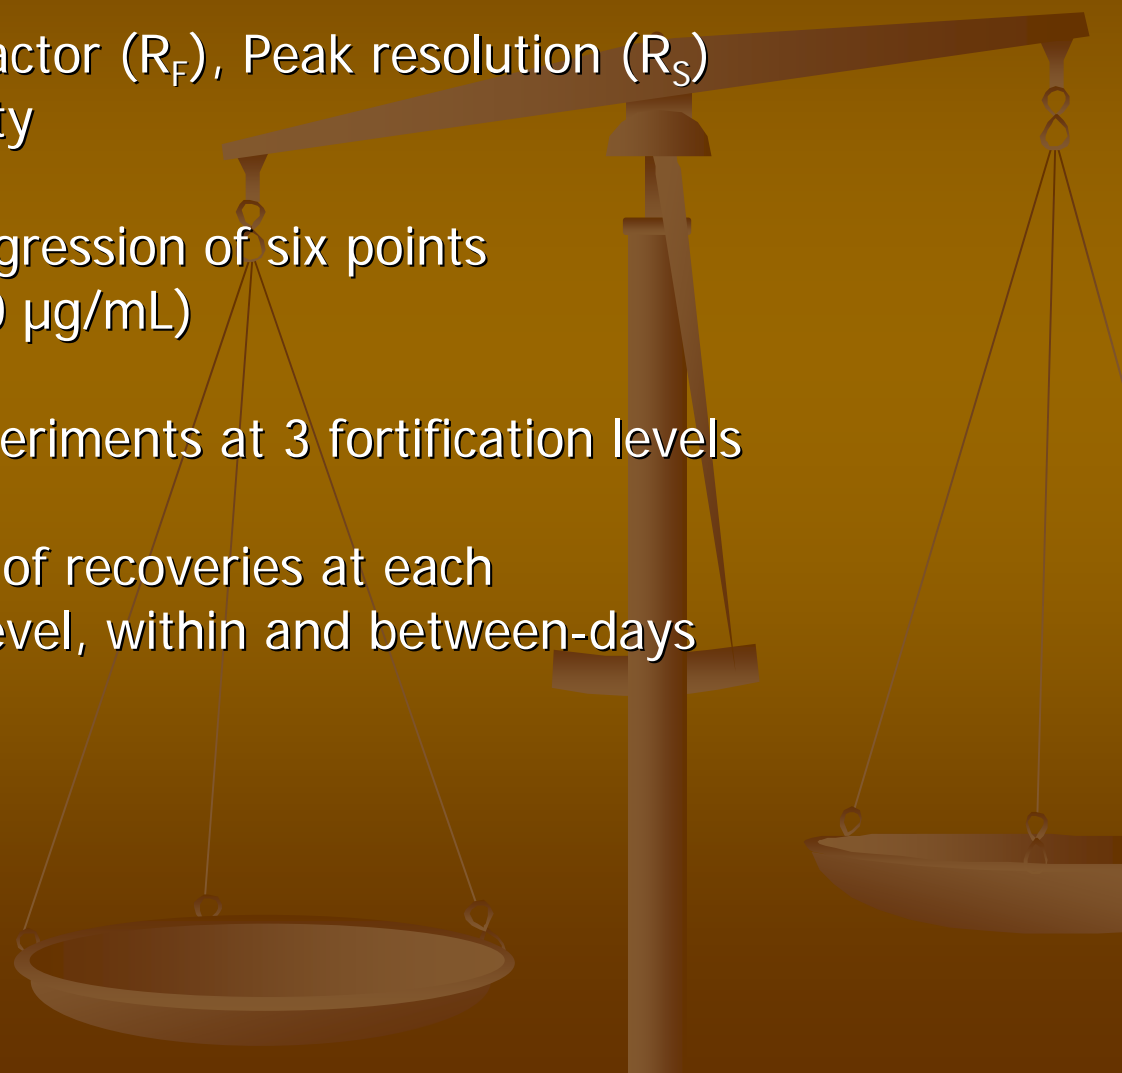 actor (RF), Peak resolution (RS)
ty
gression of six points
0 µg/mL)
eriments at 3 fortification levels
of recoveries at each
evel, within and between-days